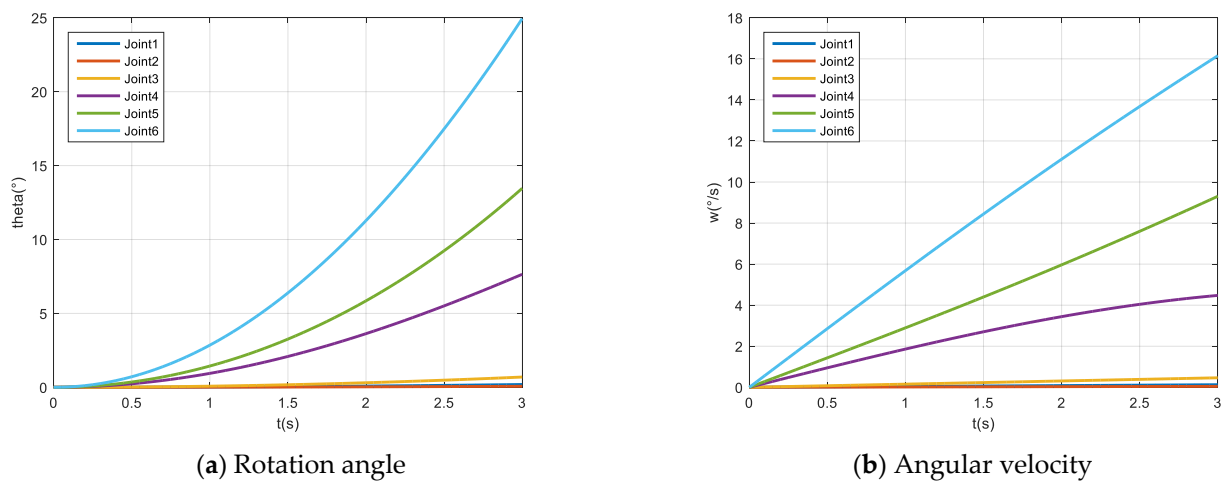 25
20
15
10
5
0
theta(°)
Joint1
Joint2
Joint3
Joint4
Joint5
Joint6
0
0.5
1
1.5
2
2.5
3
t(s)
(a) Rotation angle
18
16
14
12
10
8
6
4
2
0
w(°/s)
Joint1
Joint2
Joint3
Joint4
Joint5
Joint6
0
0.5
1
1.5
2
2.5
3
t(s)
(b) Angular velocity